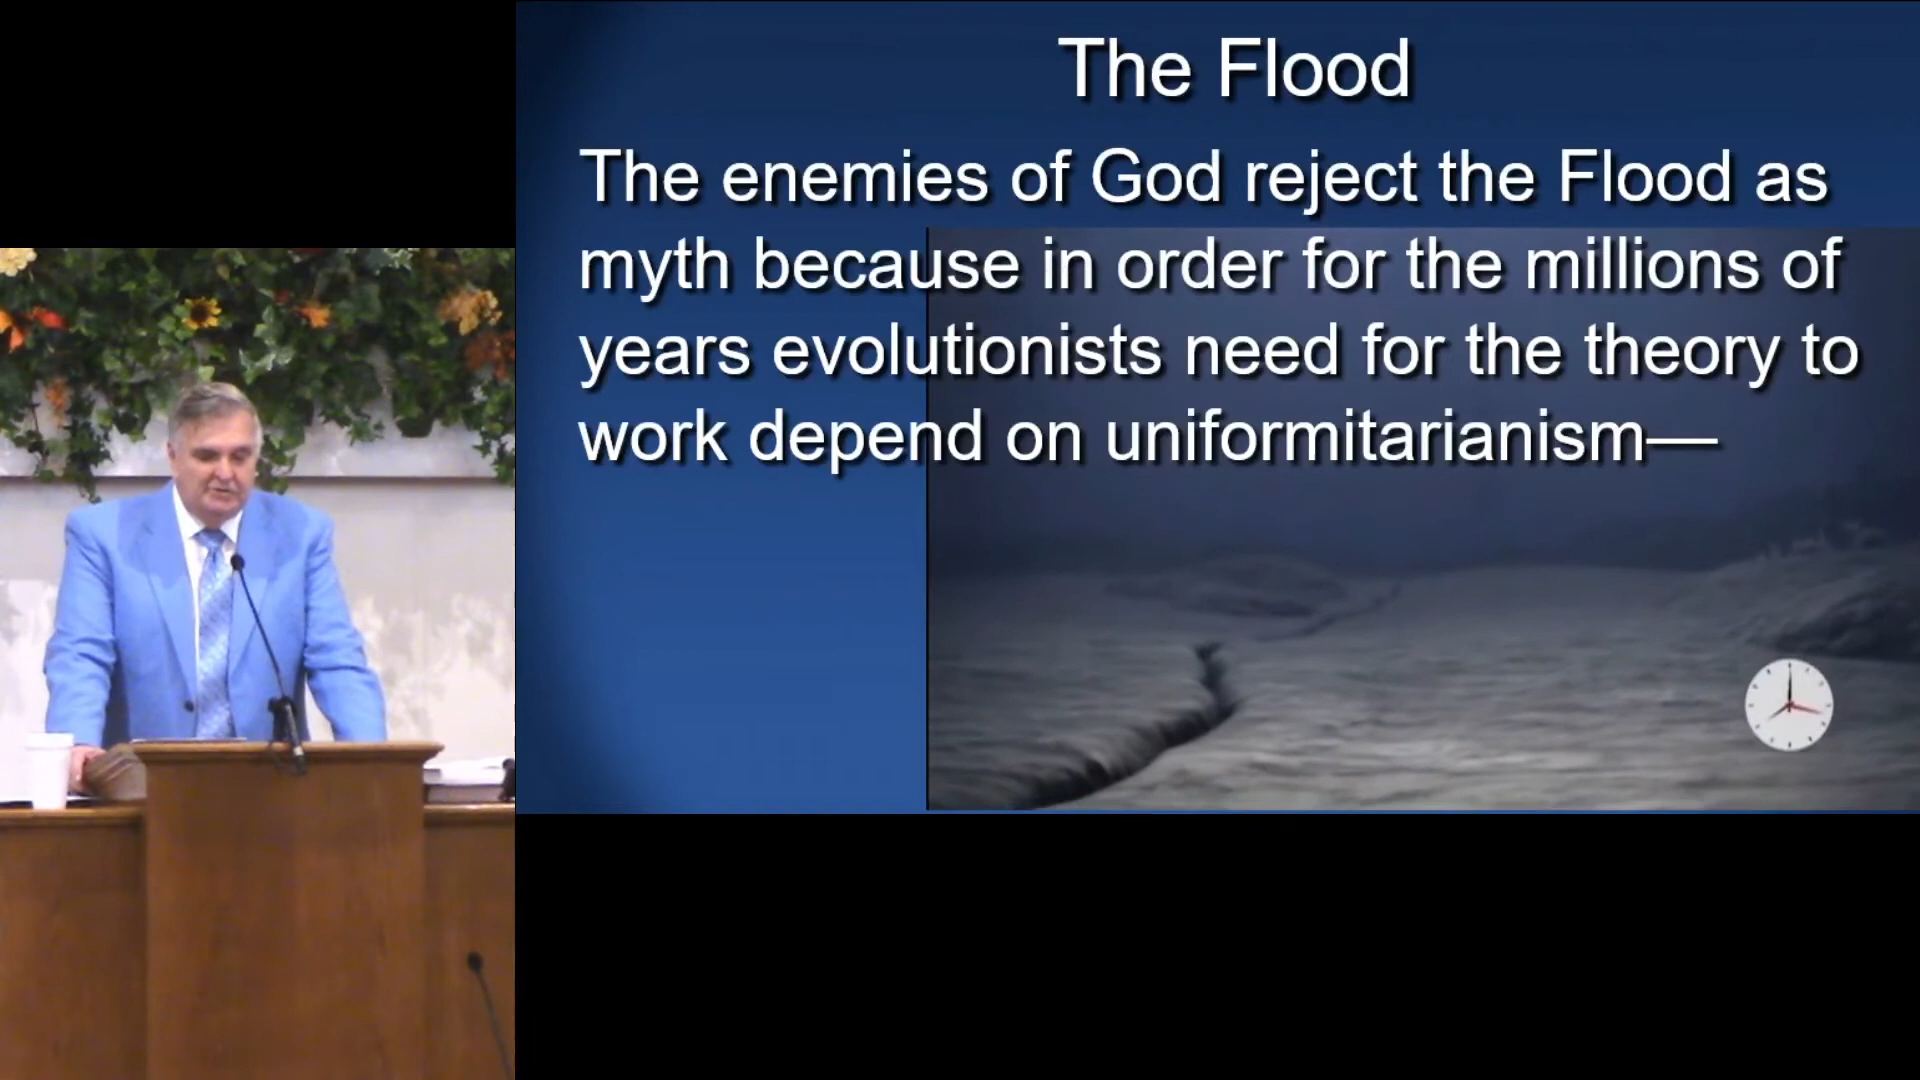 The Flood
The enemies of God reject the Flood as
myth because in order for the millions of
years evolutionists need for the theory to
work depend on uniformitarianism—